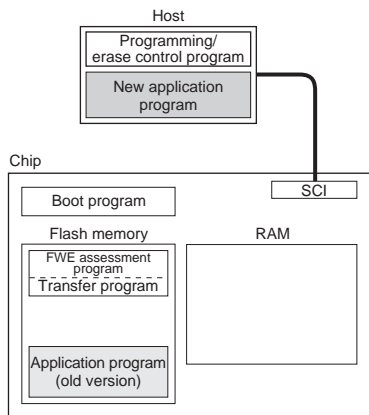 Host
Programming/
erase control program
New application
program
Chip
SCI
Boot program
Flash memory
RAM
FWE assessment
program
Transfer program
Application program
(old version)